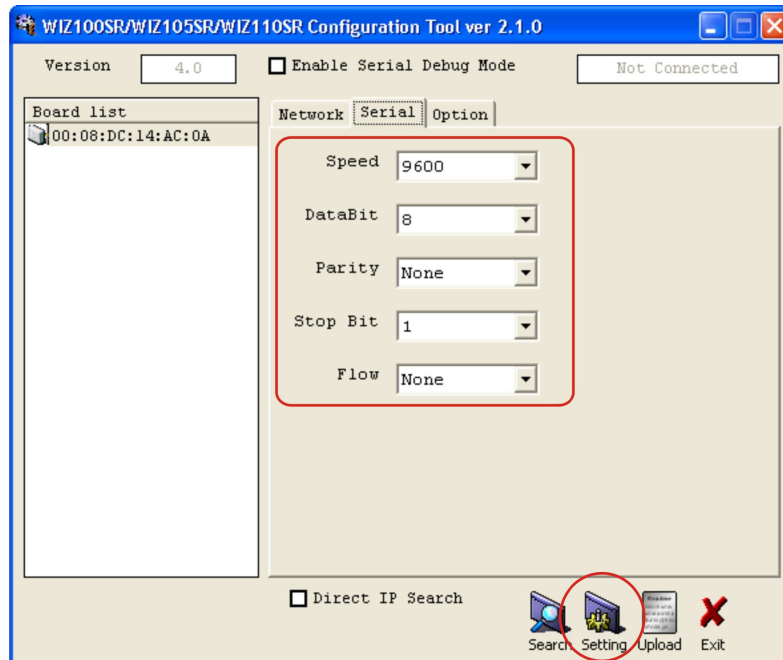 WIZ100SR/WIZ105SR/WIZ110SR Configuration Tool ver 2.1.0
Version 4.0 Enable Serial Debug Mode Not Connected
Board list
00:08:DC:14:AC:0A
Network Serial Option
Speed 9600
DataBit 8
Parity None
Stop Bit 1
Flow None
Direct IP Search
Search Setting Upload Exit